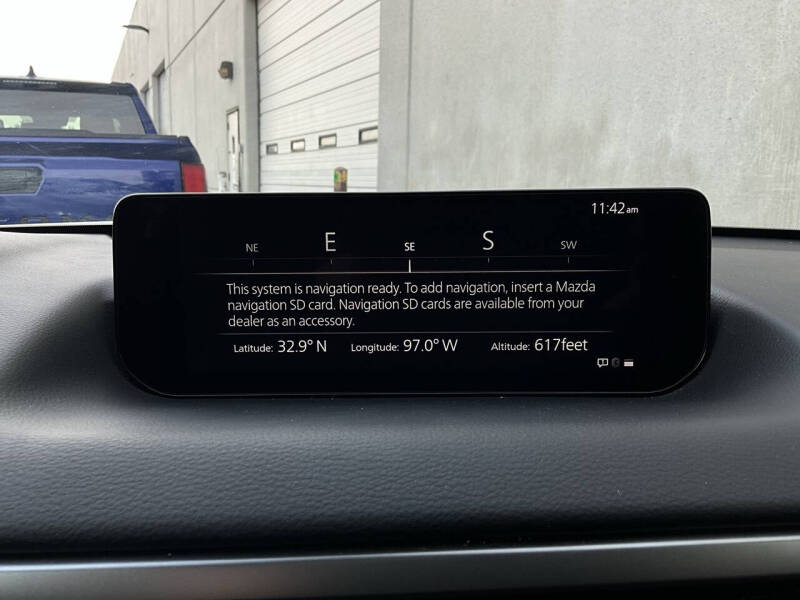 11:42am
NE E SE S SW
This system is navigation ready. To add navigation, insert a Mazda
navigation SD card. Navigation SD cards are available from your
dealer as an accessory.
Latitude: 32.9° N Longitude: 97.0° W Altitude: 617feet